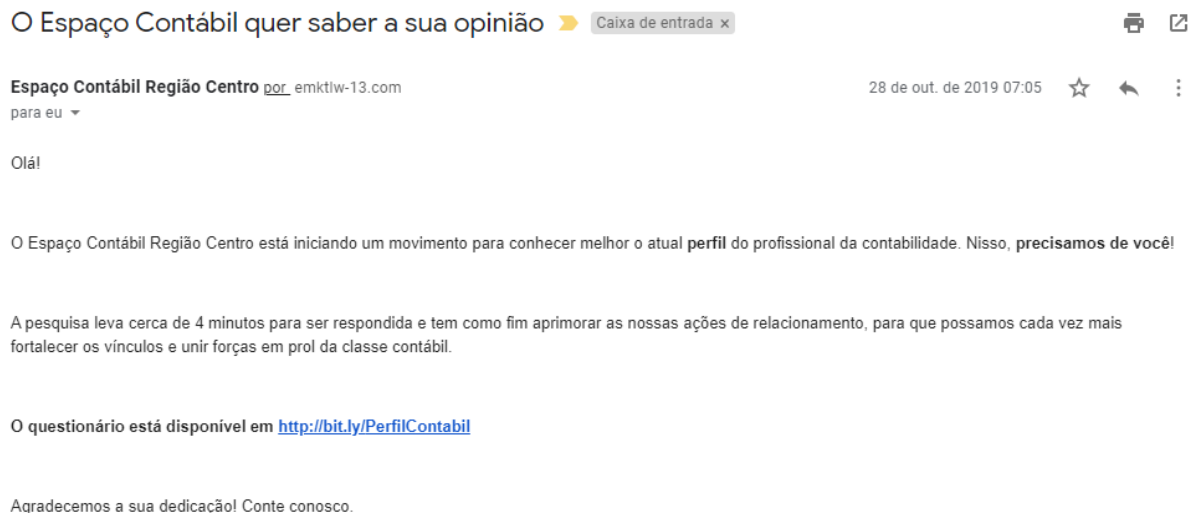 O Espaço Contábil quer saber a sua opinião Caixa de entrada x
Espaço Contábil Região Centro por emktlw-13.com 28 de out. de 2019 07:05
para eu
Olá!
O Espaço Contábil Região Centro está iniciando um movimento para conhecer melhor o atual perfil do profissional da contabilidade. Nisso, precisamos de você!
A pesquisa leva cerca de 4 minutos para ser respondida e tem como fim aprimorar as nossas ações de relacionamento, para que possamos cada vez mais
fortalecer os vínculos e unir forças em prol da classe contábil.
O questionário está disponível em http://bit.ly/PerfilContabil
Agradecemos a sua dedicação! Conte conosco.